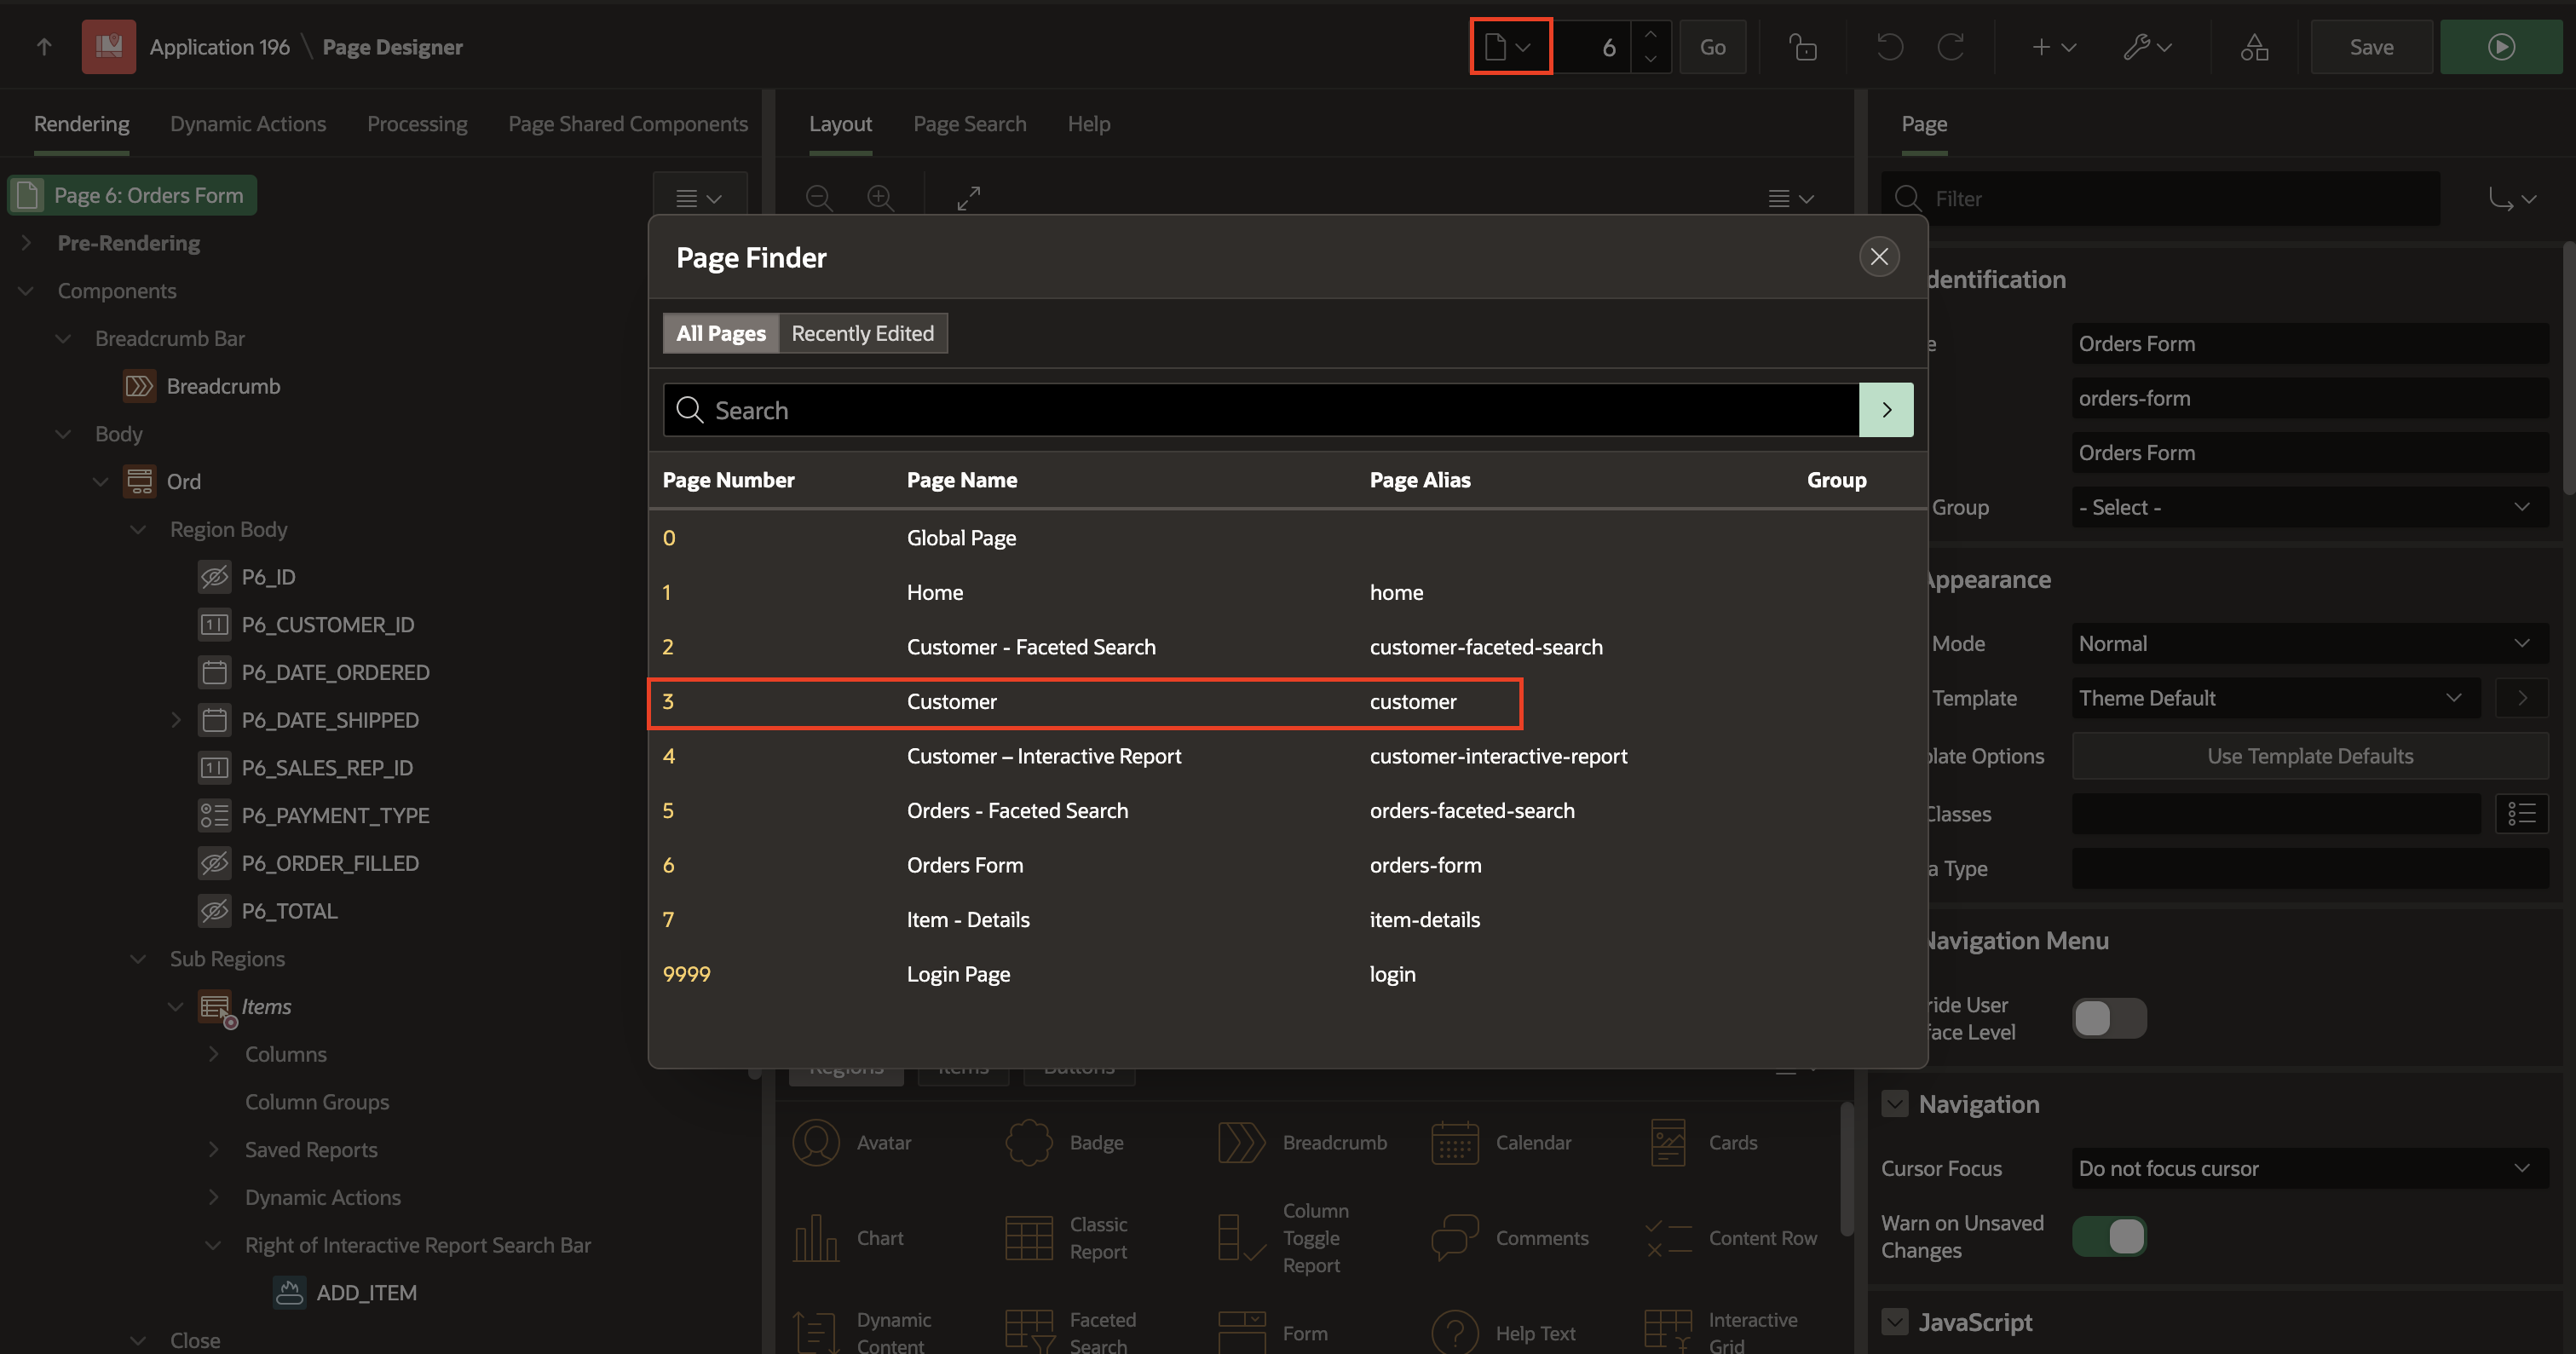 Application 196 \ Page Designer
6
Go
Save
Rendering
Dynamic Actions
Processing
Page Shared Components
Layout
Page Search
Help
Page
Page 6: Orders Form
Pre-Rendering
Components
Breadcrumb Bar
Breadcrumb
Body
Ord
Region Body
P6_ID
P6_CUSTOMER_ID
P6_DATE_ORDERED
P6_DATE_SHIPPED
P6_SALES_REP_ID
P6_PAYMENT_TYPE
P6_ORDER_FILLED
P6_TOTAL
Sub Regions
Items
Columns
Column Groups
Saved Reports
Dynamic Actions
Right of Interactive Report Search Bar
ADD_ITEM
Close
Page Finder
All Pages
Recently Edited
Search
Page Number Page Name Page Alias Group
0 Global Page
1 Home home
2 Customer - Faceted Search customer-faceted-search
3 Customer customer
4 Customer – Interactive Report customer-interactive-report
5 Orders - Faceted Search orders-faceted-search
6 Orders Form orders-form
7 Item - Details item-details
9999 Login Page login
Regions
Items
Buttons
Avatar
Badge
Breadcrumb
Calendar
Cards
Chart
Classic
Report
Column
Toggle
Report
Comments
Content Row
Dynamic
Content
Faceted
Search
Form
Help Text
Interactive
Grid
Filter
dentification
e Orders Form
orders-form
Orders Form
Group - Select -
Appearance
Mode Normal
Template Theme Default
late Options Use Template Defaults
Classes
a Type
Navigation Menu
ride User
face Level
Navigation
Cursor Focus Do not focus cursor
Warn on Unsaved
Changes
JavaScript